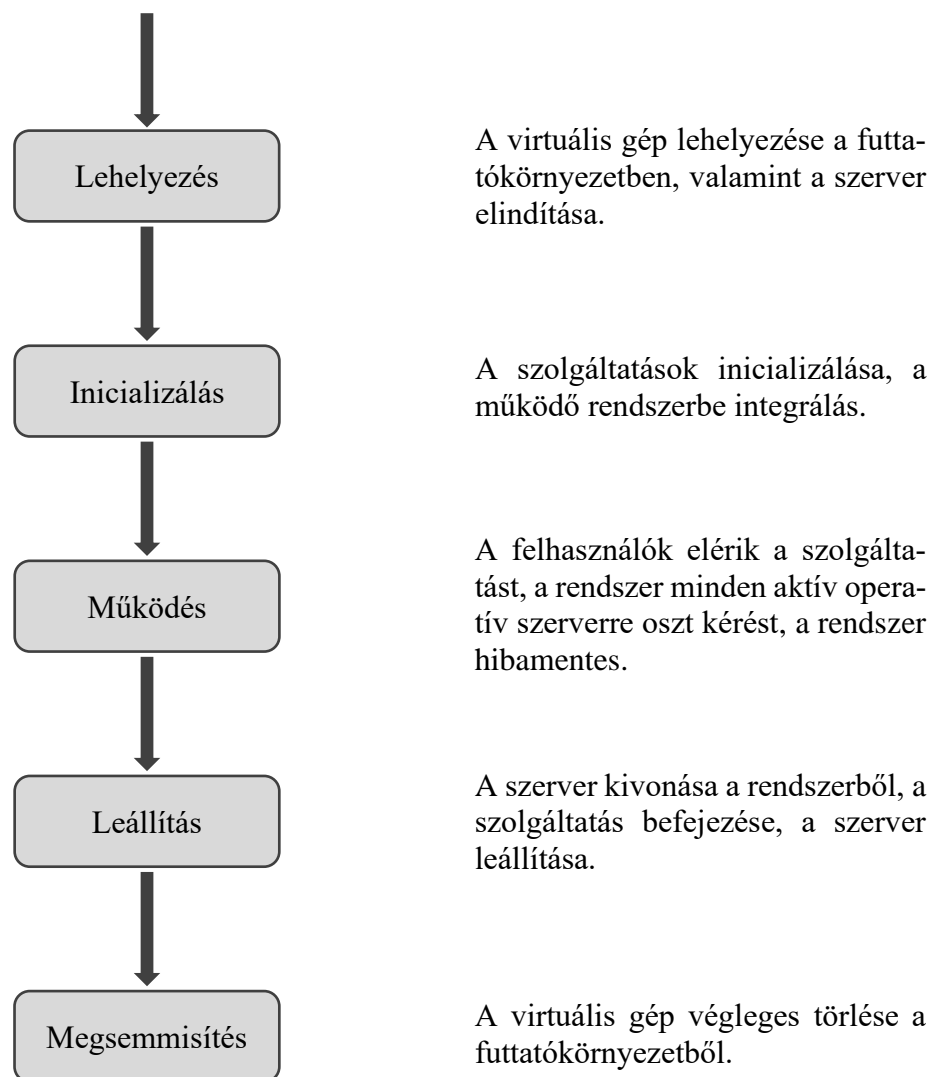 Lehelyezés
A virtuális gép lehelyezése a futta-
tókörnyezetben, valamint a szerver
elindítása.
Inicializálás
A szolgáltatások inicializálása, a
működő rendszerbe integrálás.
Működés
A felhasználók elérik a szolgálta-
tást, a rendszer minden aktív opera-
tív szerverre oszt kérést, a rendszer
hibamentes.
Leállítás
A szerver kivonása a rendszerből, a
szolgáltatás befejezése, a szerver
leállítása.
Megsemmisítés
A virtuális gép végleges törlése a
futtatókörnyezetből.